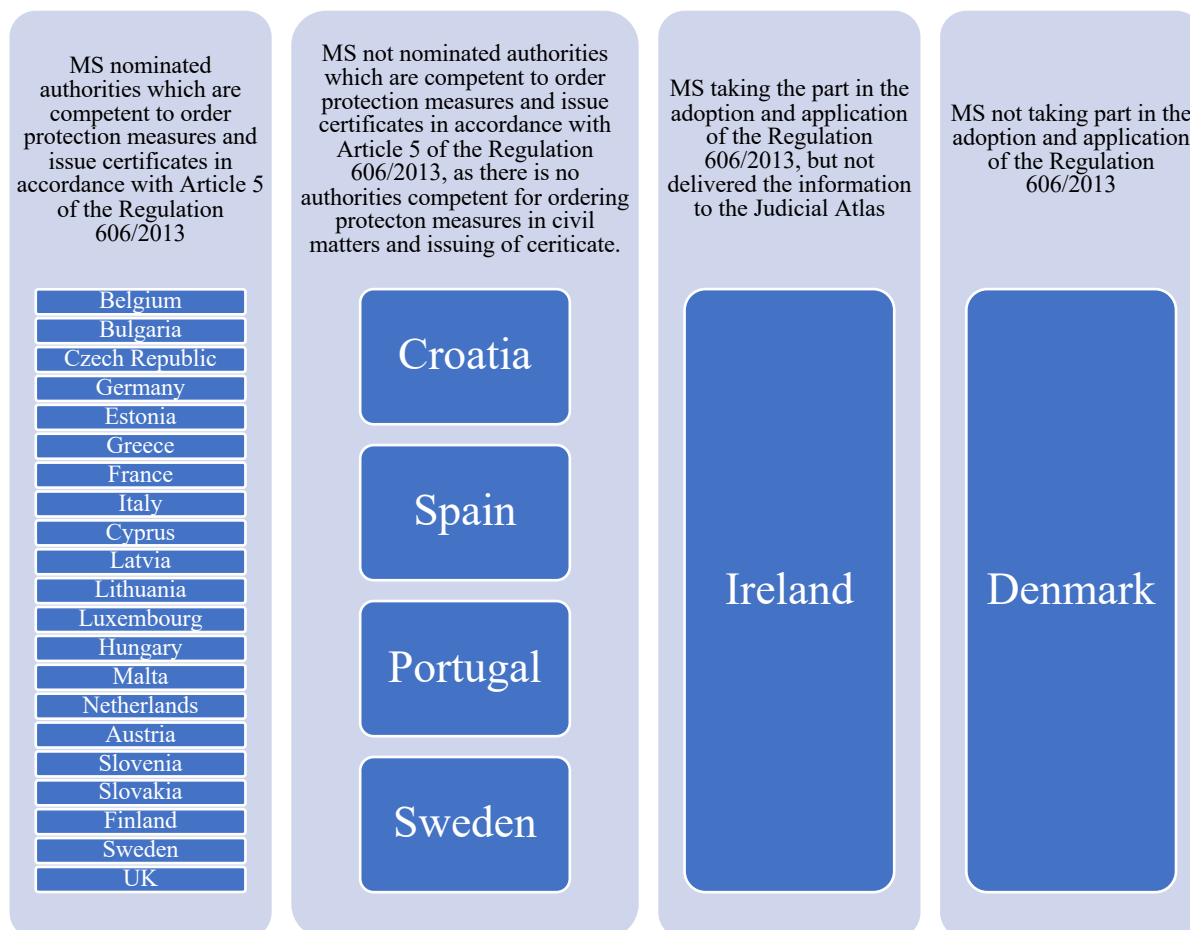 MS nominated
authorities which are
competent to order
protection measures and
issue certificates in
accordance with Article 5
of the Regulation
606/2013
Belgium
Bulgaria
Czech Republic
Germany
Estonia
Greece
France
Italy
Cyprus
Latvia
Lithuania
Luxembourg
Hungary
Malta
Netherlands
Austria
Slovenia
Slovakia
Finland
Sweden
UK
MS not nominated authorities
which are competent to order
protection measures and issue
certificates in accordance with
Article 5 of the Regulation
606/2013, as there is no
authorities competent for ordering
protecton measures in civil
matters and issuing of ceriticate.
Croatia
Spain
Portugal
Sweden
MS taking the part in the
adoption and application
of the Regulation
606/2013, but not
delivered the information
to the Judicial Atlas
Ireland
MS not taking part in the
adoption and application
of the Regulation
606/2013
Denmark